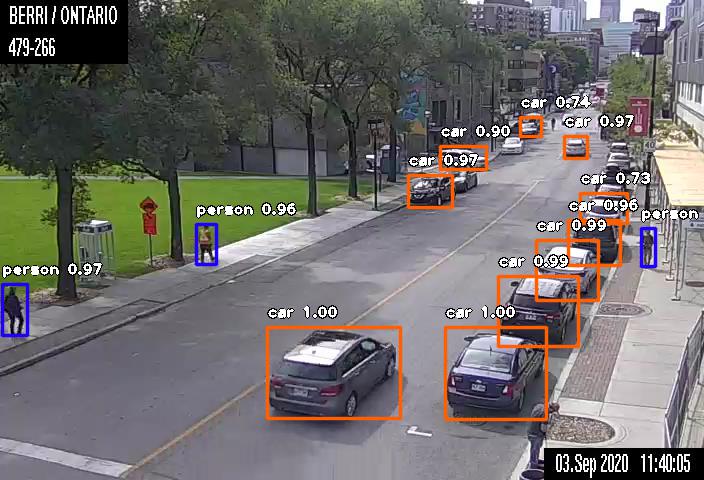 BERRI / ONTARIO
479-266
car 0.74
car 0.97
car 0.90
car 0.97
car 0.73
person 0.96
car 0.96
person
car 0.99
person 0.97
car 0.99
car 1.00
car 1.00
03.Sep 2020 11:40:05